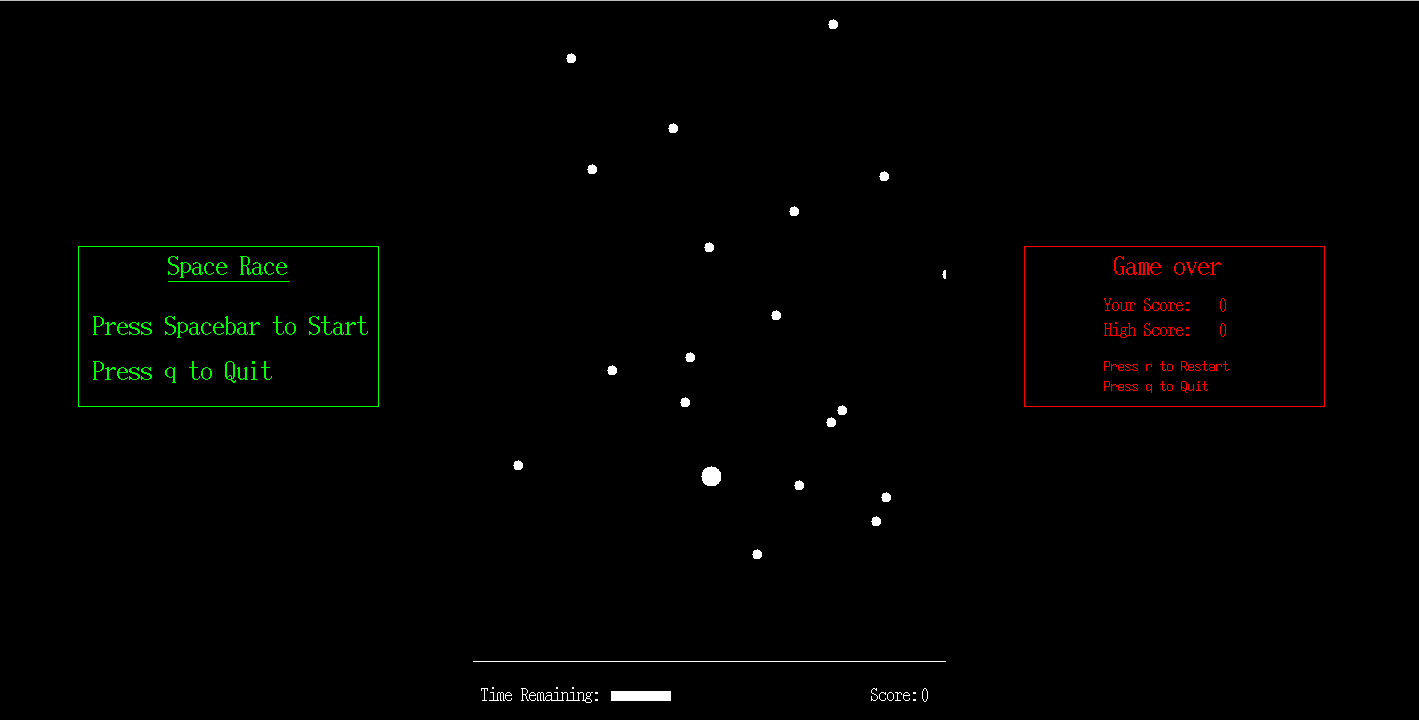 Space Race
Press Spacebar to Start
Press q to Quit
Time Remaining:
Score:0
Game over
Your Score: 0
High Score: 0
Press r to Restart
Press q to Quit